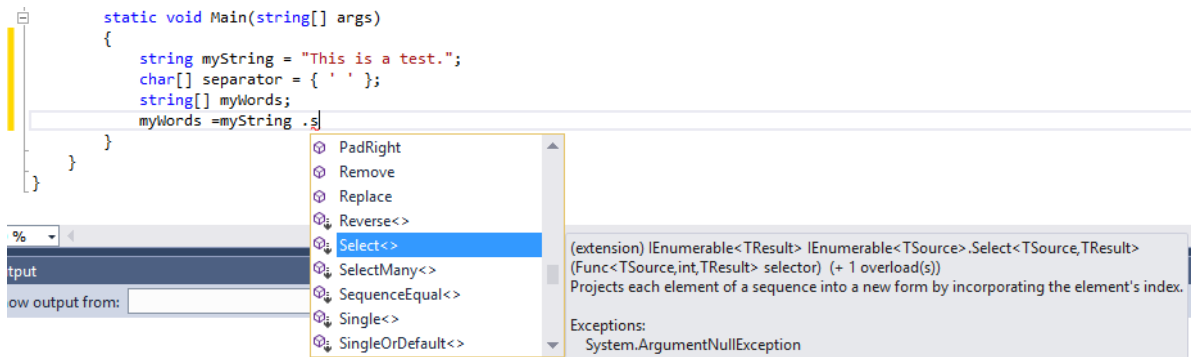 static void Main(string[] args)
{
string myString = "This is a test.";
char[] separator = { ' ' };
string[] myWords;
myWords =myString .s
}
}
}
PadRight
Remove
Replace
Reverse<>
Select<>
SelectMany<>
SequenceEqual<>
Single<>
SingleOrDefault<>
(extension) IEnumerable<TResult> IEnumerable<TSource>.Select<TSource,TResult>
(Func<TSource,int,TResult> selector) (+ 1 overload(s))
Projects each element of a sequence into a new form by incorporating the element's index.
Exceptions:
System.ArgumentNullException
%
tput
ow output from: